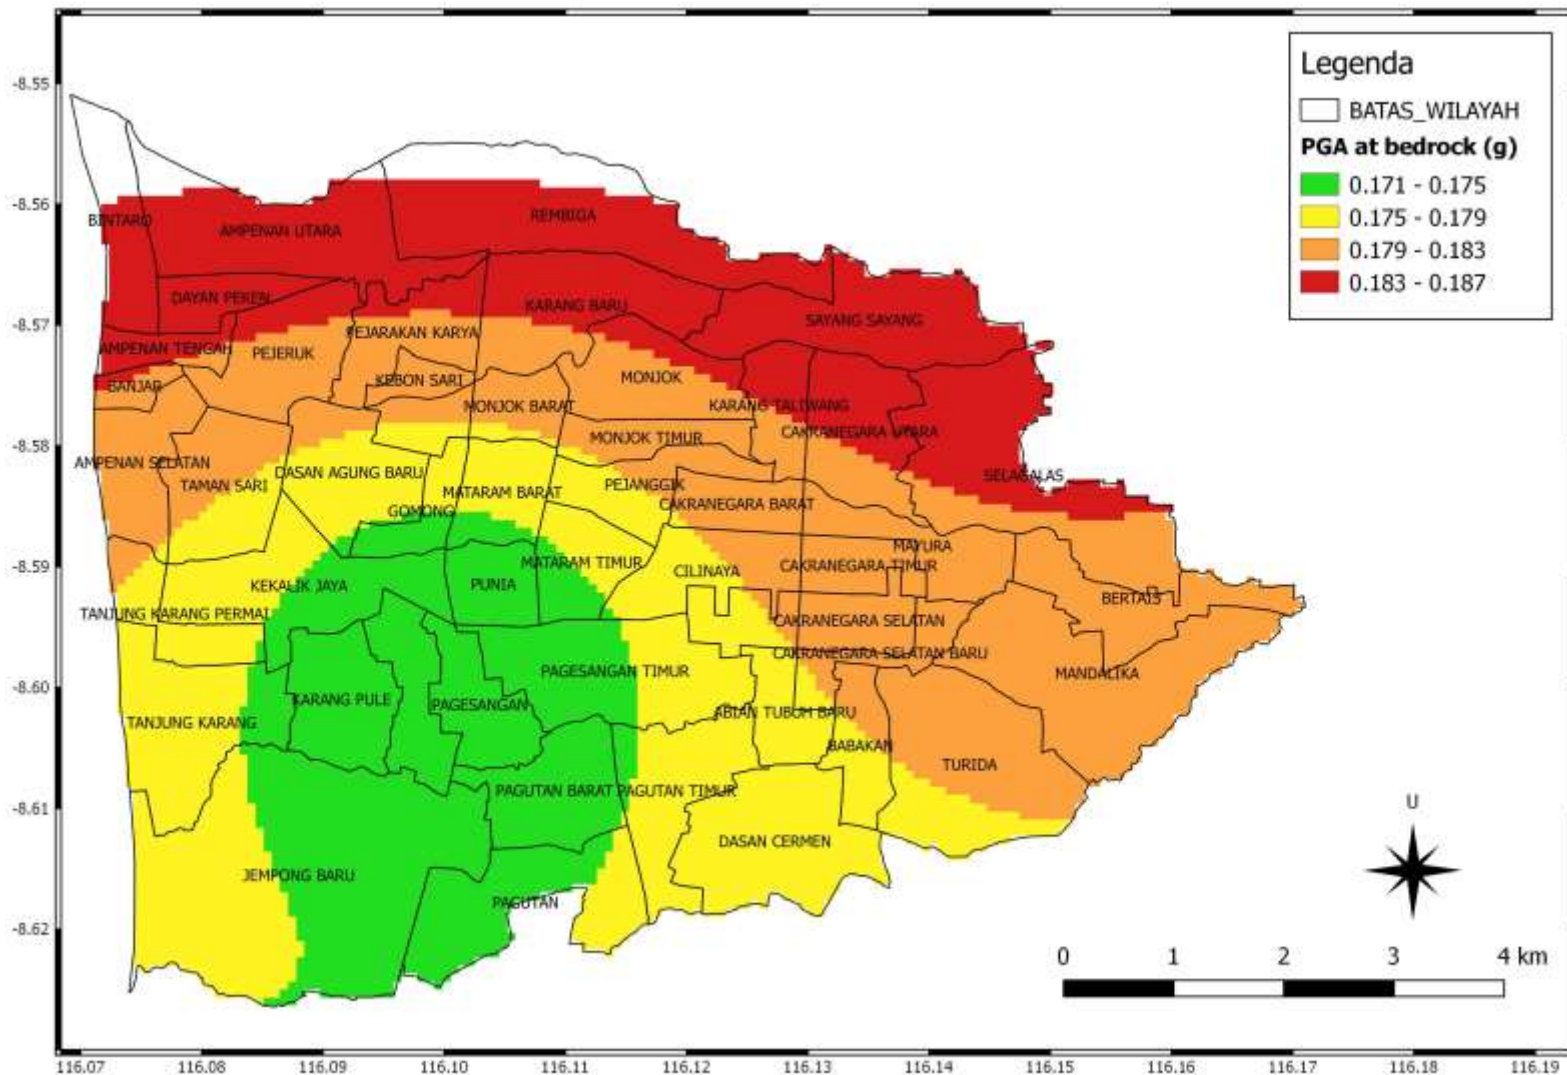 Legenda
BATAS_WILAYAH
PGA at bedrock (g)
0.171 - 0.175
0.175 - 0.179
0.179 - 0.183
0.183 - 0.187
-8.55
-8.56
-8.57
-8.58
-8.59
-8.60
-8.61
-8.62
BINTARO
AMPENAN UTARA
REMBIGA
DAYAN PEKEN
KARANG BARU
SAYANG SAYANG
PEJARAKAN KARYA
AMPENAN TENGAH
PEJERUK
BANJAR
KEBON SARI
MONJOK
MONJOK BARAT
KARANG TALIWANG
MONJOK TIMUR
CAKRANEGARA UTARA
AMPENAN SELATAN
DASAN AGUNG BARU
SELAGALAS
TAMAN SARI
MATARAM BARAT
PEJANGGIK
GOMONG
CAKRANEGARA BARAT
MAYURA
MATARAM TIMUR
CILINAYA
CAKRANEGARA TIMUR
KEKALIK JAYA
PUNIA
BERTAIS
TANJUNG KARANG PERMAI
CAKRANEGARA SELATAN
CAKRANEGARA SELATAN BARU
PAGESANGAN TIMUR
MANDALIKA
KARANG PULE
PAGESANGAN
TANJUNG KARANG
ABIAN TUBUH BARU
BABAKAN
TURIDA
PAGUTAN BARAT
PAGUTAN TIMUR
DASAN CERMEN
JEMPONG BARU
PAGUTAN
U
0 1 2 3 4 km
116.07 116.08 116.09 116.10 116.11 116.12 116.13 116.14 116.15 116.16 116.17 116.18 116.19